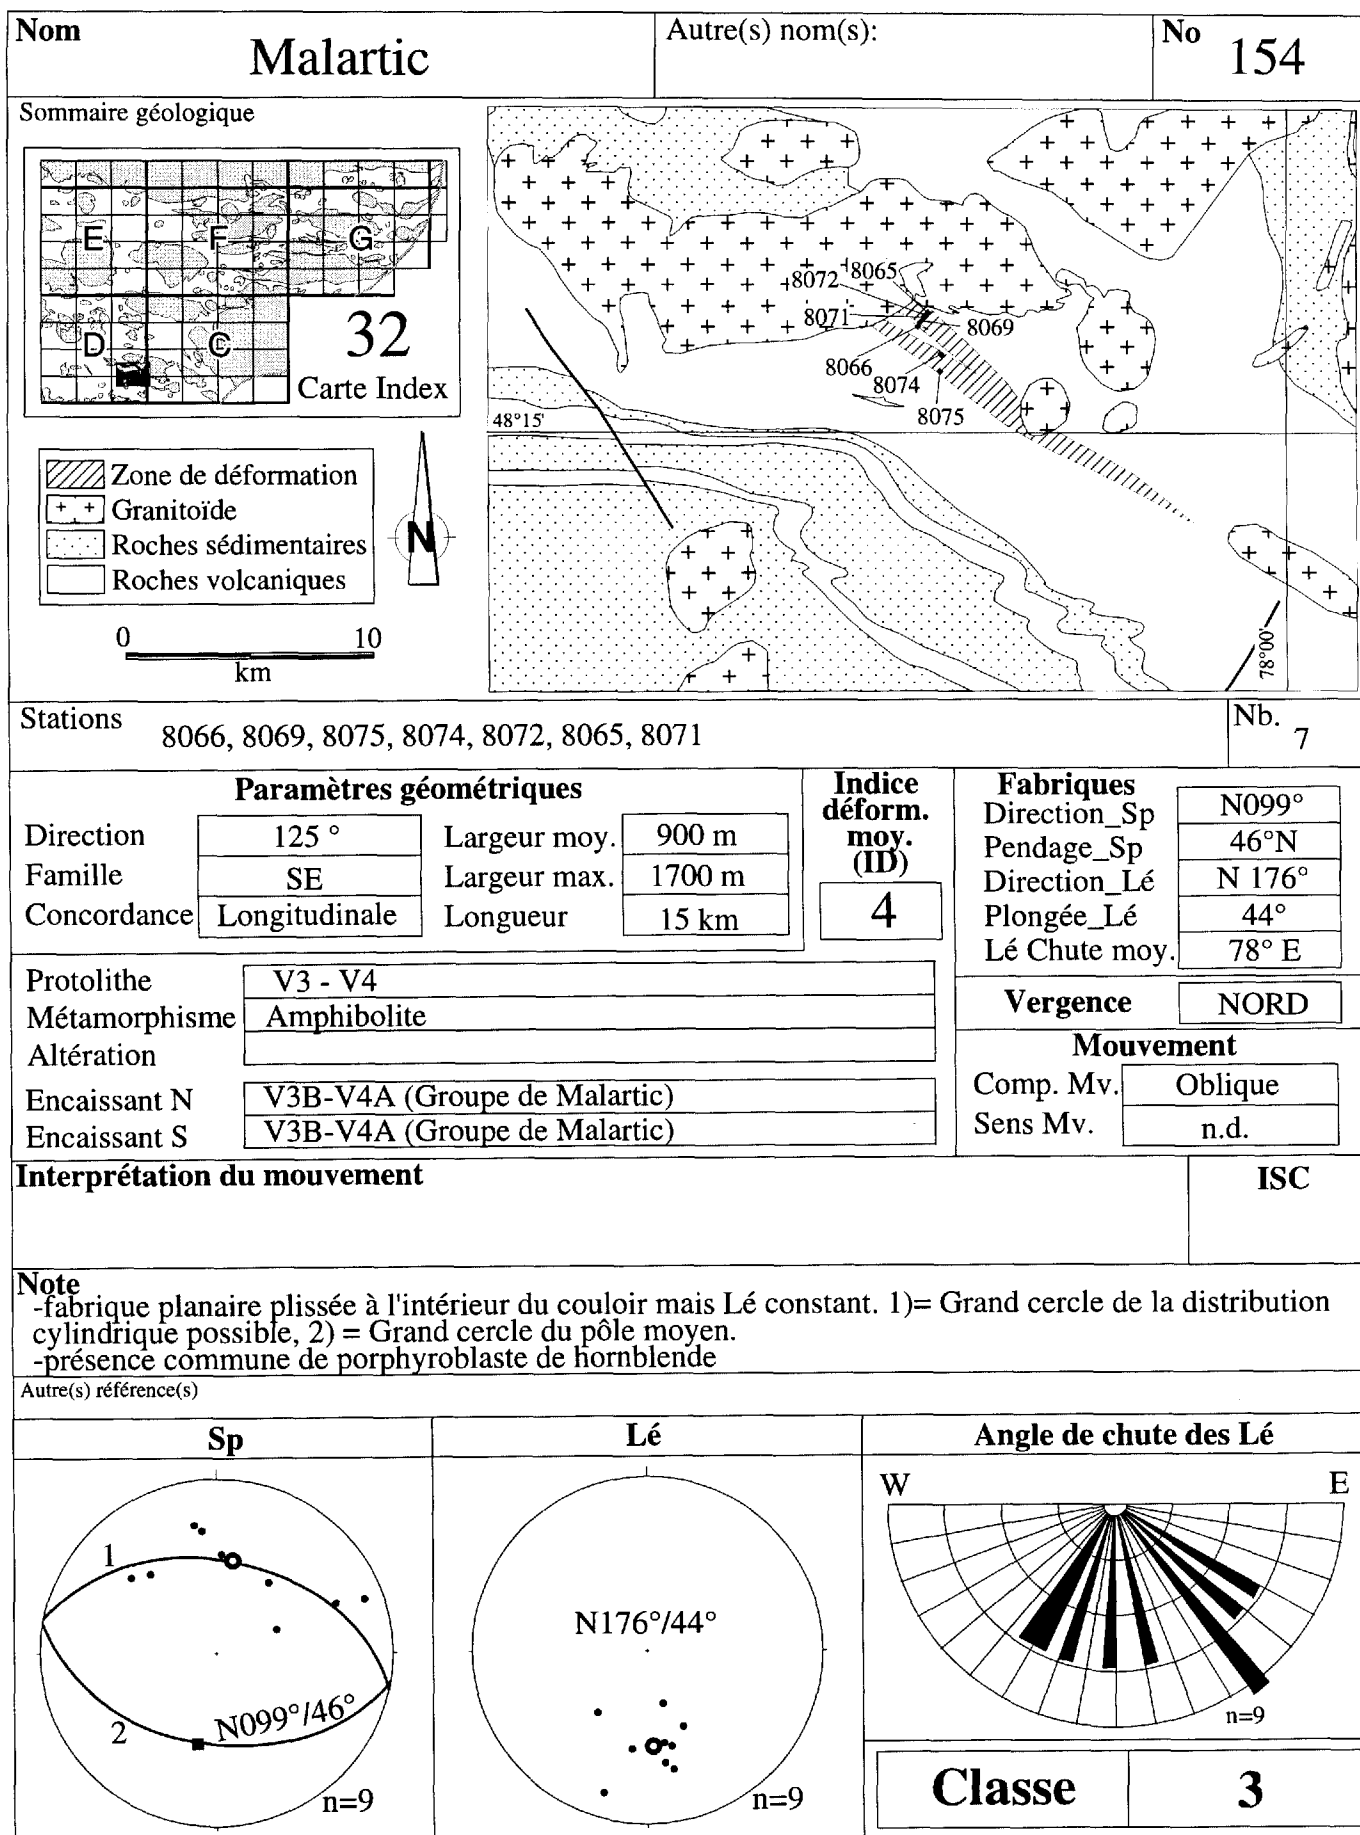 Nom
Malartic
Autre(s) nom(s):
No
154
Sommaire géologique
E
F
G
D
C
32
Carte Index
Zone de déformation
Granitoïde
Roches sédimentaires
Roches volcaniques
N
0 10
km
8065
8072
8071
8069
8066
8074
8075
48°15'
78°00'
Stations
8066, 8069, 8075, 8074, 8072, 8065, 8071
Nb.
7
Paramètres géométriques
Direction 125 °
Famille SE
Concordance Longitudinale
Largeur moy. 900 m
Largeur max. 1700 m
Longueur 15 km
Indice
déform.
moy.
(ID)
4
Fabriques
Direction_Sp N099°
Pendage_Sp 46°N
Direction_Lé N 176°
Plongée_Lé 44°
Lé Chute moy. 78° E
Vergence NORD
Mouvement
Comp. Mv. Oblique
Sens Mv. n.d.
Protolithe V3 - V4
Métamorphisme Amphibolite
Altération
Encaissant N V3B-V4A (Groupe de Malartic)
Encaissant S V3B-V4A (Groupe de Malartic)
Interprétation du mouvement
ISC
Note
-fabrique planaire plissée à l'intérieur du couloir mais Lé constant. 1)= Grand cercle de la distribution
cylindrique possible, 2) = Grand cercle du pôle moyen.
-présence commune de porphyroblaste de hornblende
Autre(s) référence(s)
Sp
1
2
N099°/46°
n=9
Lé
N176°/44°
n=9
Angle de chute des Lé
W E
n=9
Classe 3